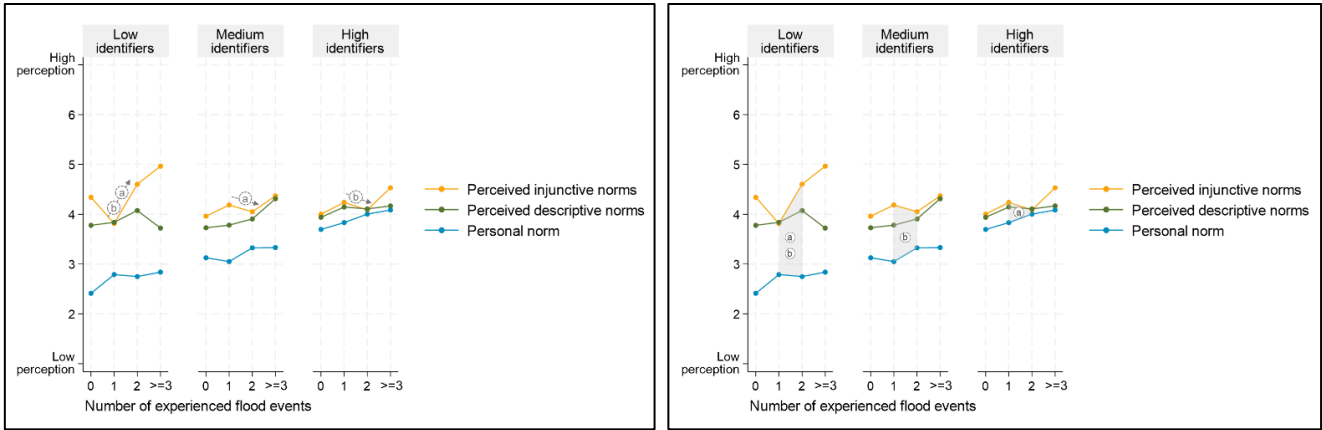 Low identifiers
Medium identifiers
High identifiers
High perception
6
5
4
3
2
Low perception
a
b
a
b
0 1 2 >=3
0 1 2 >=3
0 1 2 >=3
Number of experienced flood events
Perceived injunctive norms
Perceived descriptive norms
Personal norm
Low identifiers
Medium identifiers
High identifiers
High perception
6
5
4
3
2
Low perception
a
b
b
a
0 1 2 >=3
0 1 2 >=3
0 1 2 >=3
Number of experienced flood events
Perceived injunctive norms
Perceived descriptive norms
Personal norm